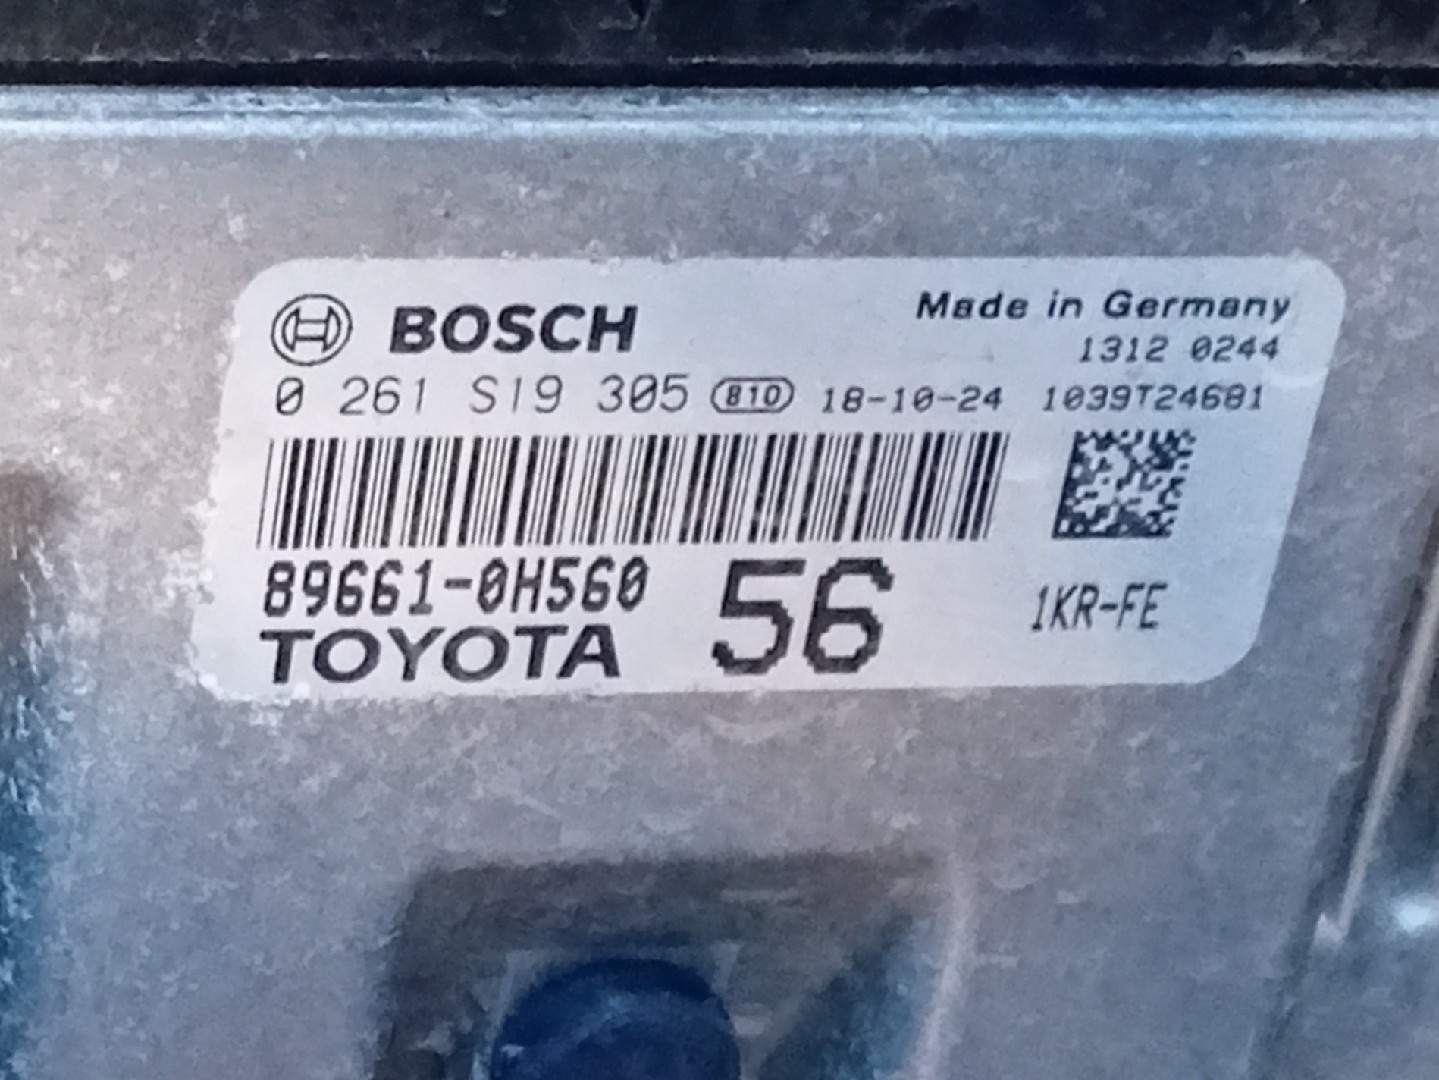 BOSCH
Made in Germany
1312 0244
0 261 S19 305 810 18-10-24 1039T24681
89661-0H560 56 1KR-FE
TOYOTA